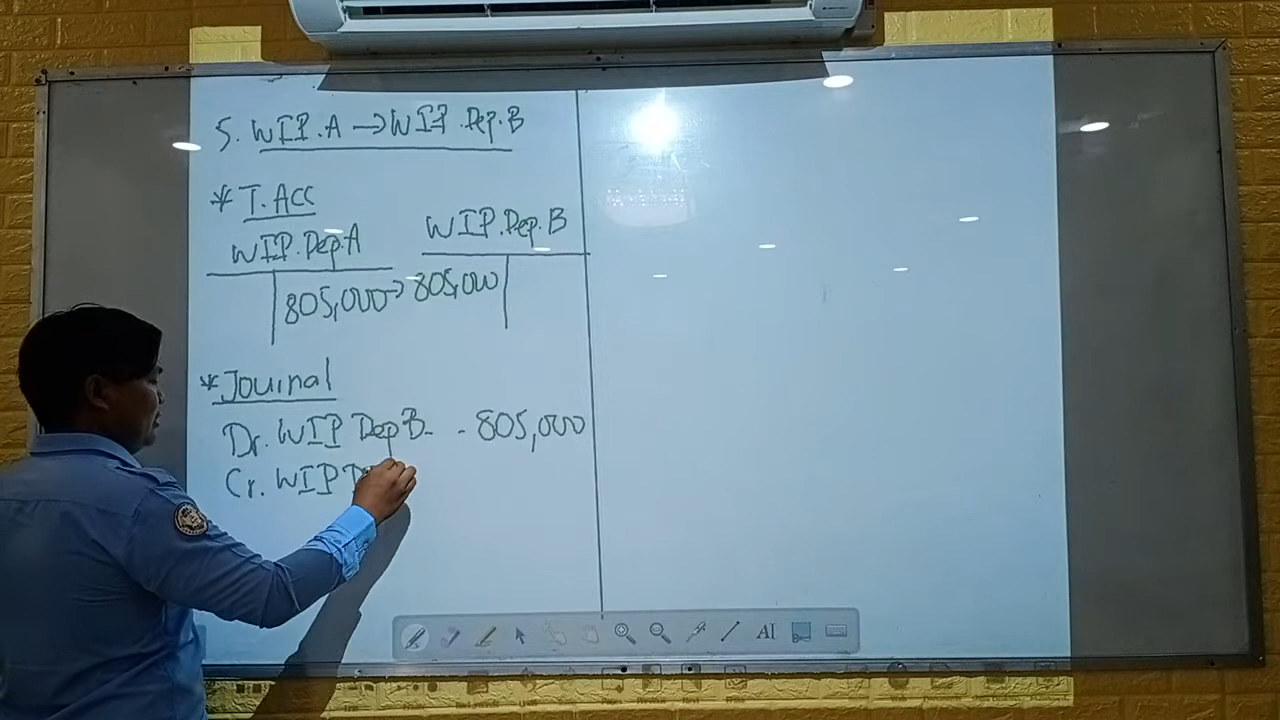 5. WIP.A → WIP.Dep.B
* T.Acc
WIP.Dep.A
WIP.Dep.B
805,000 → 805,000
* Journal
Dr. WIP Dep B - - 805,000
Cr. WIP D
AI